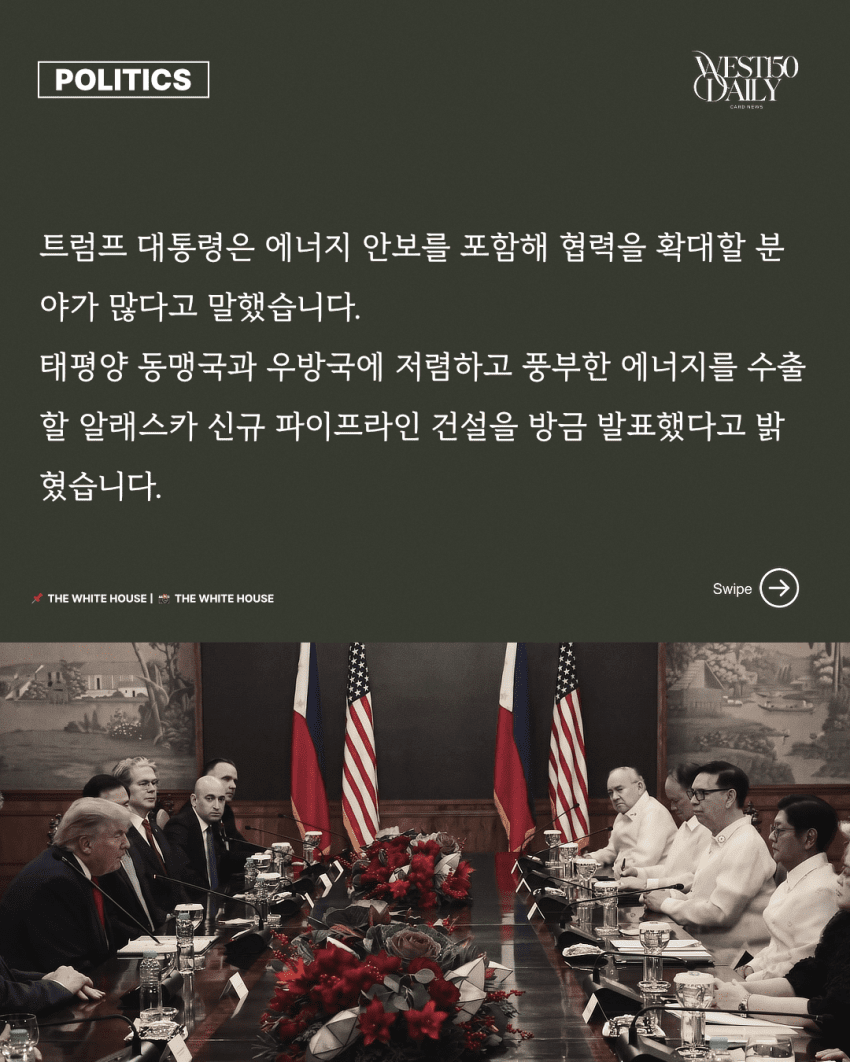 POLITICS
WEST150
DAILY
CARD NEWS
트럼프 대통령은 에너지 안보를 포함해 협력을 확대할 분
야가 많다고 말했습니다.
태평양 동맹국과 우방국에 저렴하고 풍부한 에너지를 수출
할 알래스카 신규 파이프라인 건설을 방금 발표했다고 밝
혔습니다.
THE WHITE HOUSE | THE WHITE HOUSE
Swipe